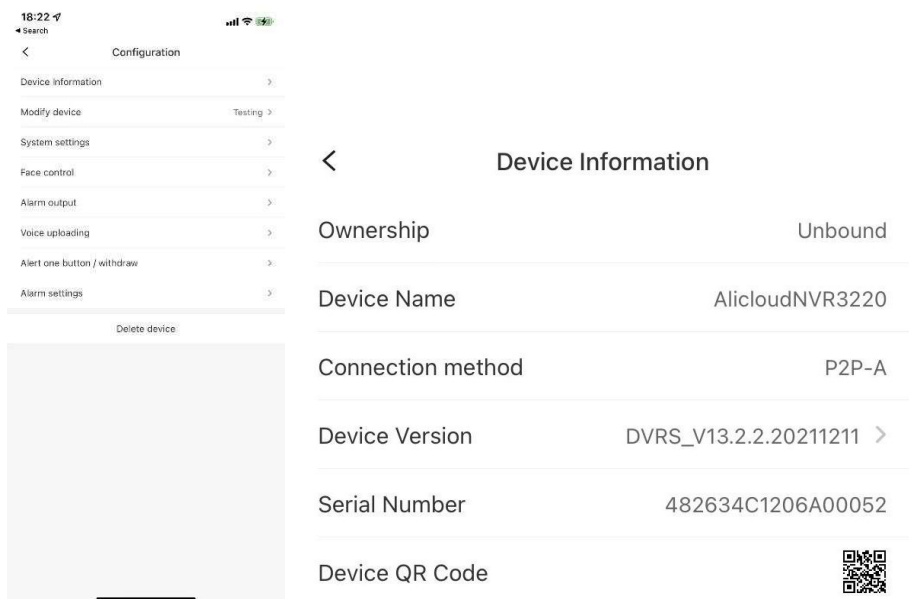 18:22
Search
Configuration
Device Information
Modify device Testing
System settings
Face control
Alarm output
Voice uploading
Alert one button / withdraw
Alarm settings
Delete device
Device Information
Ownership Unbound
Device Name AlicloudNVR3220
Connection method P2P-A
Device Version DVRS_V13.2.2.20211211
Serial Number 482634C1206A00052
Device QR Code